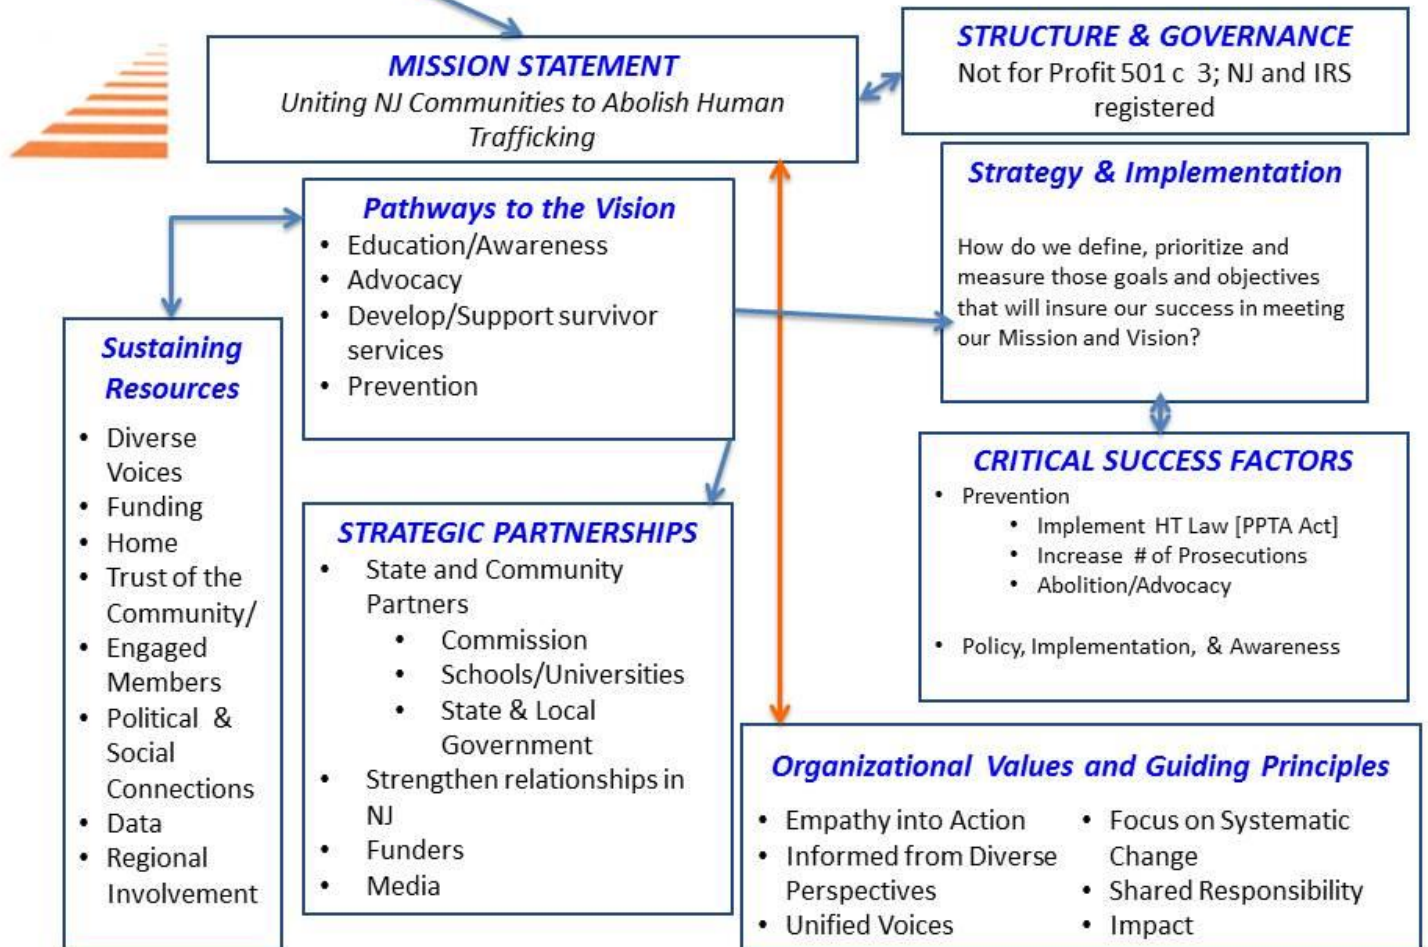 MISSION STATEMENT
Uniting NJ Communities to Abolish Human
Trafficking
STRUCTURE & GOVERNANCE
Not for Profit 501 c 3; NJ and IRS
registered
Pathways to the Vision
• Education/Awareness
• Advocacy
• Develop/Support survivor
services
• Prevention
Strategy & Implementation
How do we define, prioritize and
measure those goals and objectives
that will insure our success in meeting
our Mission and Vision?
Sustaining
Resources
• Diverse
Voices
• Funding
• Home
• Trust of the
Community/
• Engaged
Members
• Political &
Social
Connections
• Data
• Regional
Involvement
STRATEGIC PARTNERSHIPS
• State and Community
Partners
• Commission
• Schools/Universities
• State & Local
Government
• Strengthen relationships in
NJ
• Funders
• Media
CRITICAL SUCCESS FACTORS
• Prevention
• Implement HT Law [PPTA Act]
• Increase # of Prosecutions
• Abolition/Advocacy
• Policy, Implementation, & Awareness
Organizational Values and Guiding Principles
• Empathy into Action
• Informed from Diverse
Perspectives
• Unified Voices
• Focus on Systematic
Change
• Shared Responsibility
• Impact